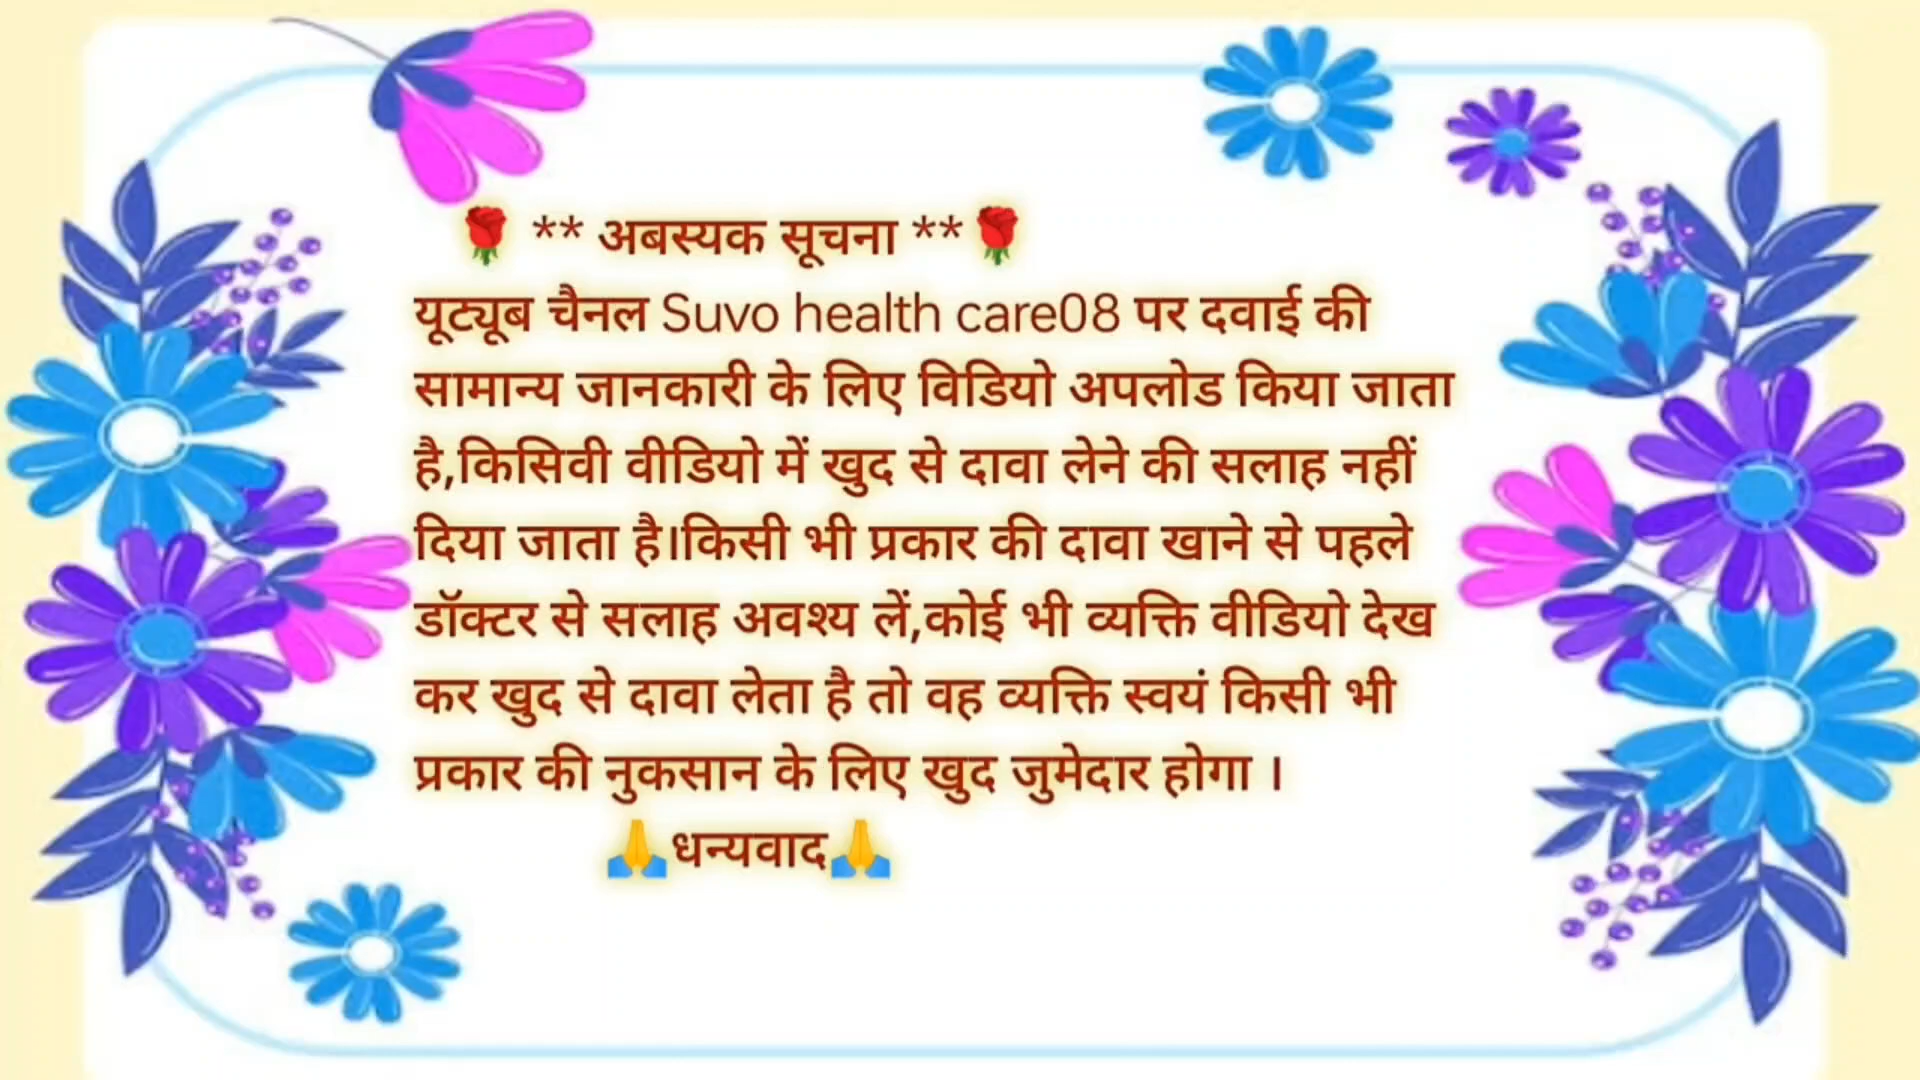 🌹 ** अबस्यक सूचना **🌹
यूट्यूब चैनल Suvo health care08 पर दवाई की
सामान्य जानकारी के लिए विडियो अपलोड किया जाता
है,किसिवी वीडियो में खुद से दावा लेने की सलाह नहीं
दिया जाता है।किसी भी प्रकार की दावा खाने से पहले
डॉक्टर से सलाह अवश्य लें,कोई भी व्यक्ति वीडियो देख
कर खुद से दावा लेता है तो वह व्यक्ति स्वयं किसी भी
प्रकार की नुकसान के लिए खुद जुमेदार होगा ।
🙏धन्यवाद🙏